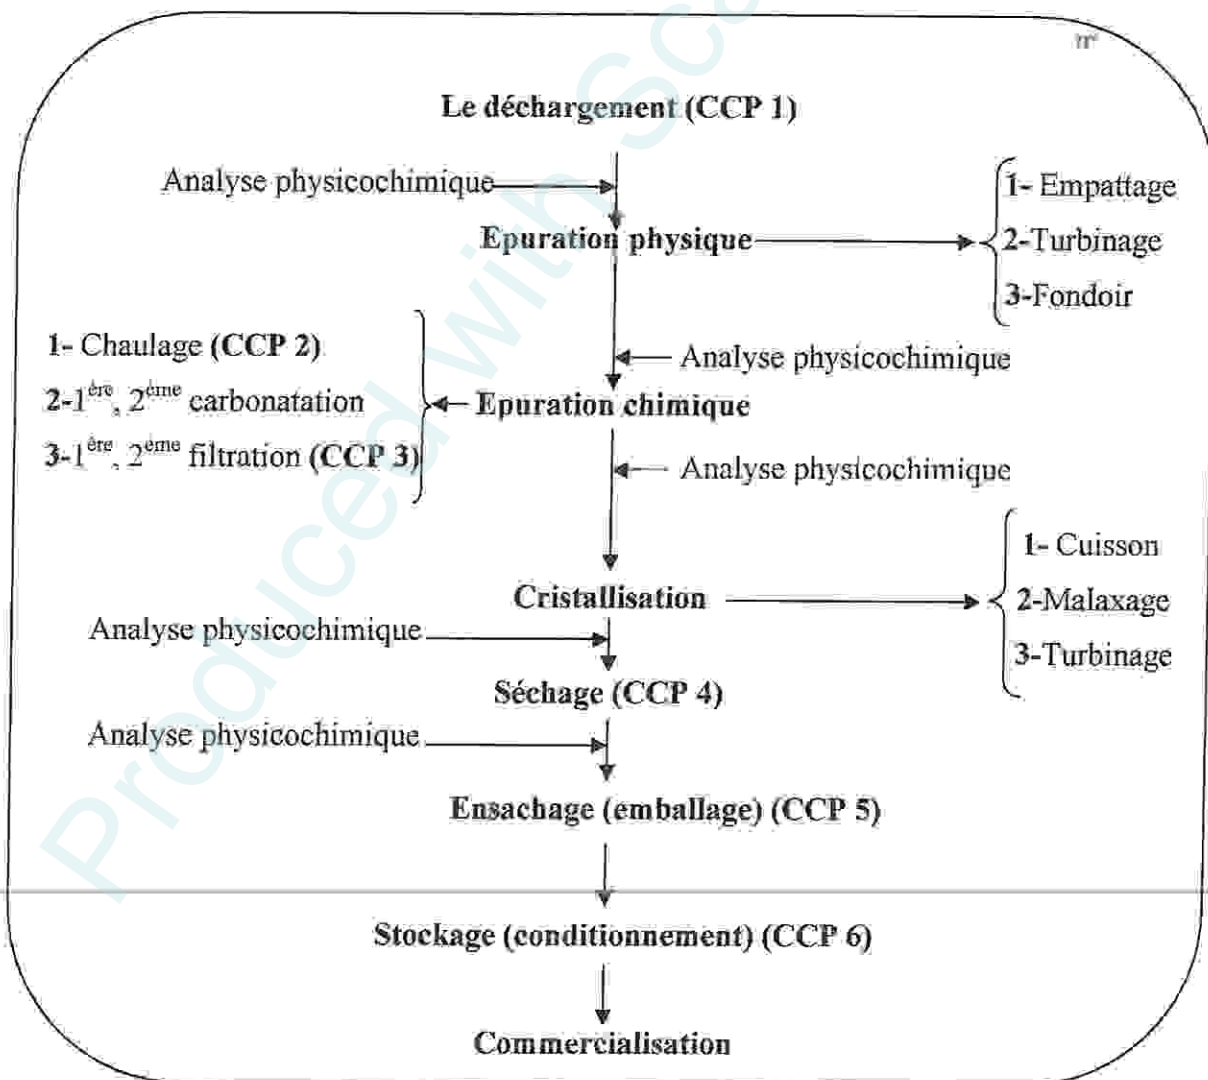 Le déchargement (CCP 1)
Analyse physicochimique
1- Empattage
Epuration physique
2-Turbinage
3-Fondoir
1- Chaulage (CCP 2)
Analyse physicochimique
2-1ère, 2ème carbonatation
Epuration chimique
3-1ère, 2ème filtration (CCP 3)
Analyse physicochimique
1- Cuisson
Cristallisation
2-Malaxage
Analyse physicochimique
3-Turbinage
Séchage (CCP 4)
Analyse physicochimique
Ensachage (emballage) (CCP 5)
Stockage (conditionnement) (CCP 6)
Commercialisation
Produced with Sca